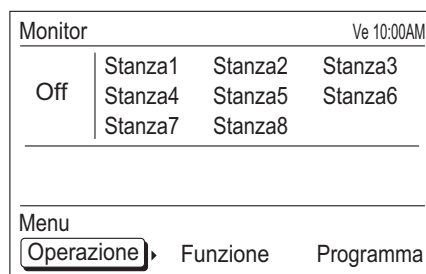 Monitor Ve 10:00AM
Off Stanza1 Stanza2 Stanza3
Stanza4 Stanza5 Stanza6
Stanza7 Stanza8
Menu
Operazione Funzione Programma